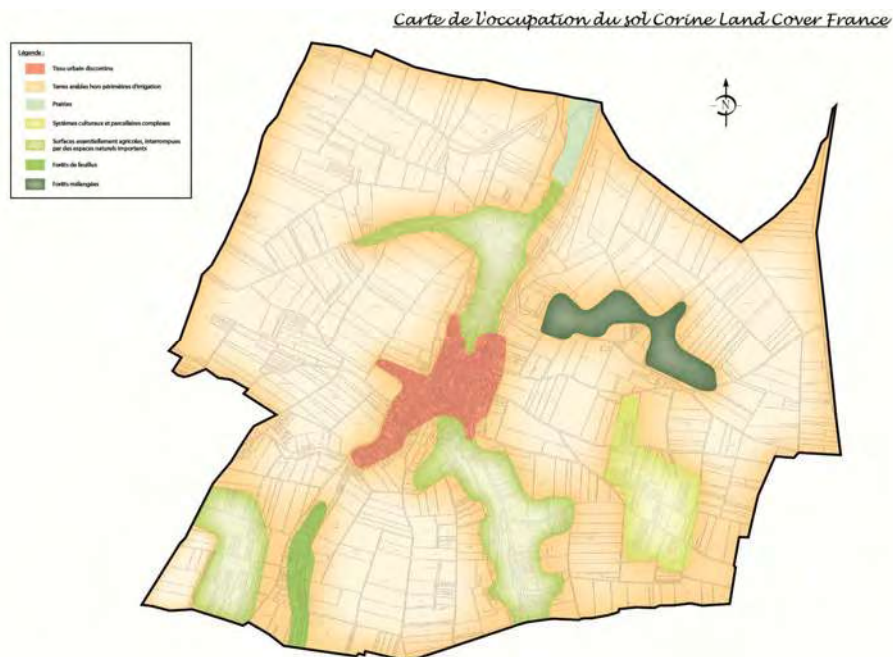 Carte de l'occupation du sol Corine Land Cover France
Légende :
Tissu urbain discontinu
Terres arables hors périmètres d'irrigation
Prairies
Systèmes culturaux et parcellaires complexes
Surfaces essentiellement agricoles, interrompues
par des espaces naturels importants
Forêts de feuillus
Forêts mélangées
N